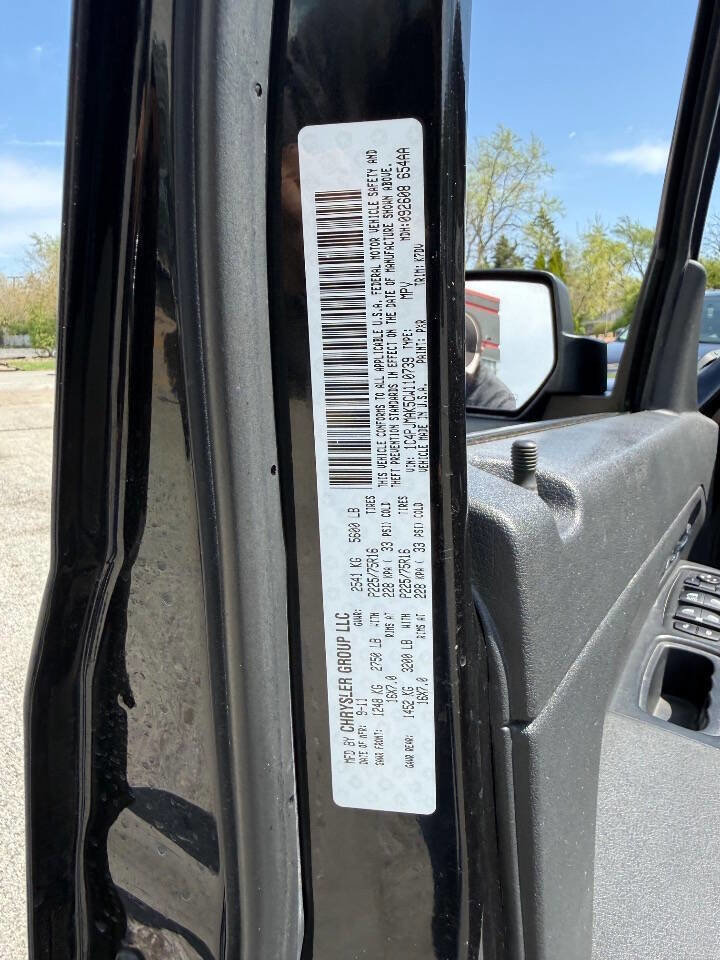 MFD BY CHRYSLER GROUP LLC
DATE OF MFR: 9-11 GVWR: 2541 KG 5600 LB
GAWR FRONT: 1248 KG 2750 LB WITH TIRES
16X7.0 RIMS AT P225/75R16
228 KPA ( 33 PSI) COLD
GAWR REAR: 1452 KG 3200 LB WITH TIRES
16X7.0 RIMS AT P225/75R16
228 KPA ( 33 PSI) COLD
THIS VEHICLE CONFORMS TO ALL APPLICABLE U.S.A. FEDERAL MOTOR VEHICLE SAFETY AND
THEFT PREVENTION STANDARDS IN EFFECT ON THE DATE OF MANUFACTURE SHOWN ABOVE.
VIN: 1C4PJMAK5CW110739 TYPE: MPV MDH:092608 654AA
VEHICLE MADE IN U.S.A. PAINT: PXR TRIM: K7DV